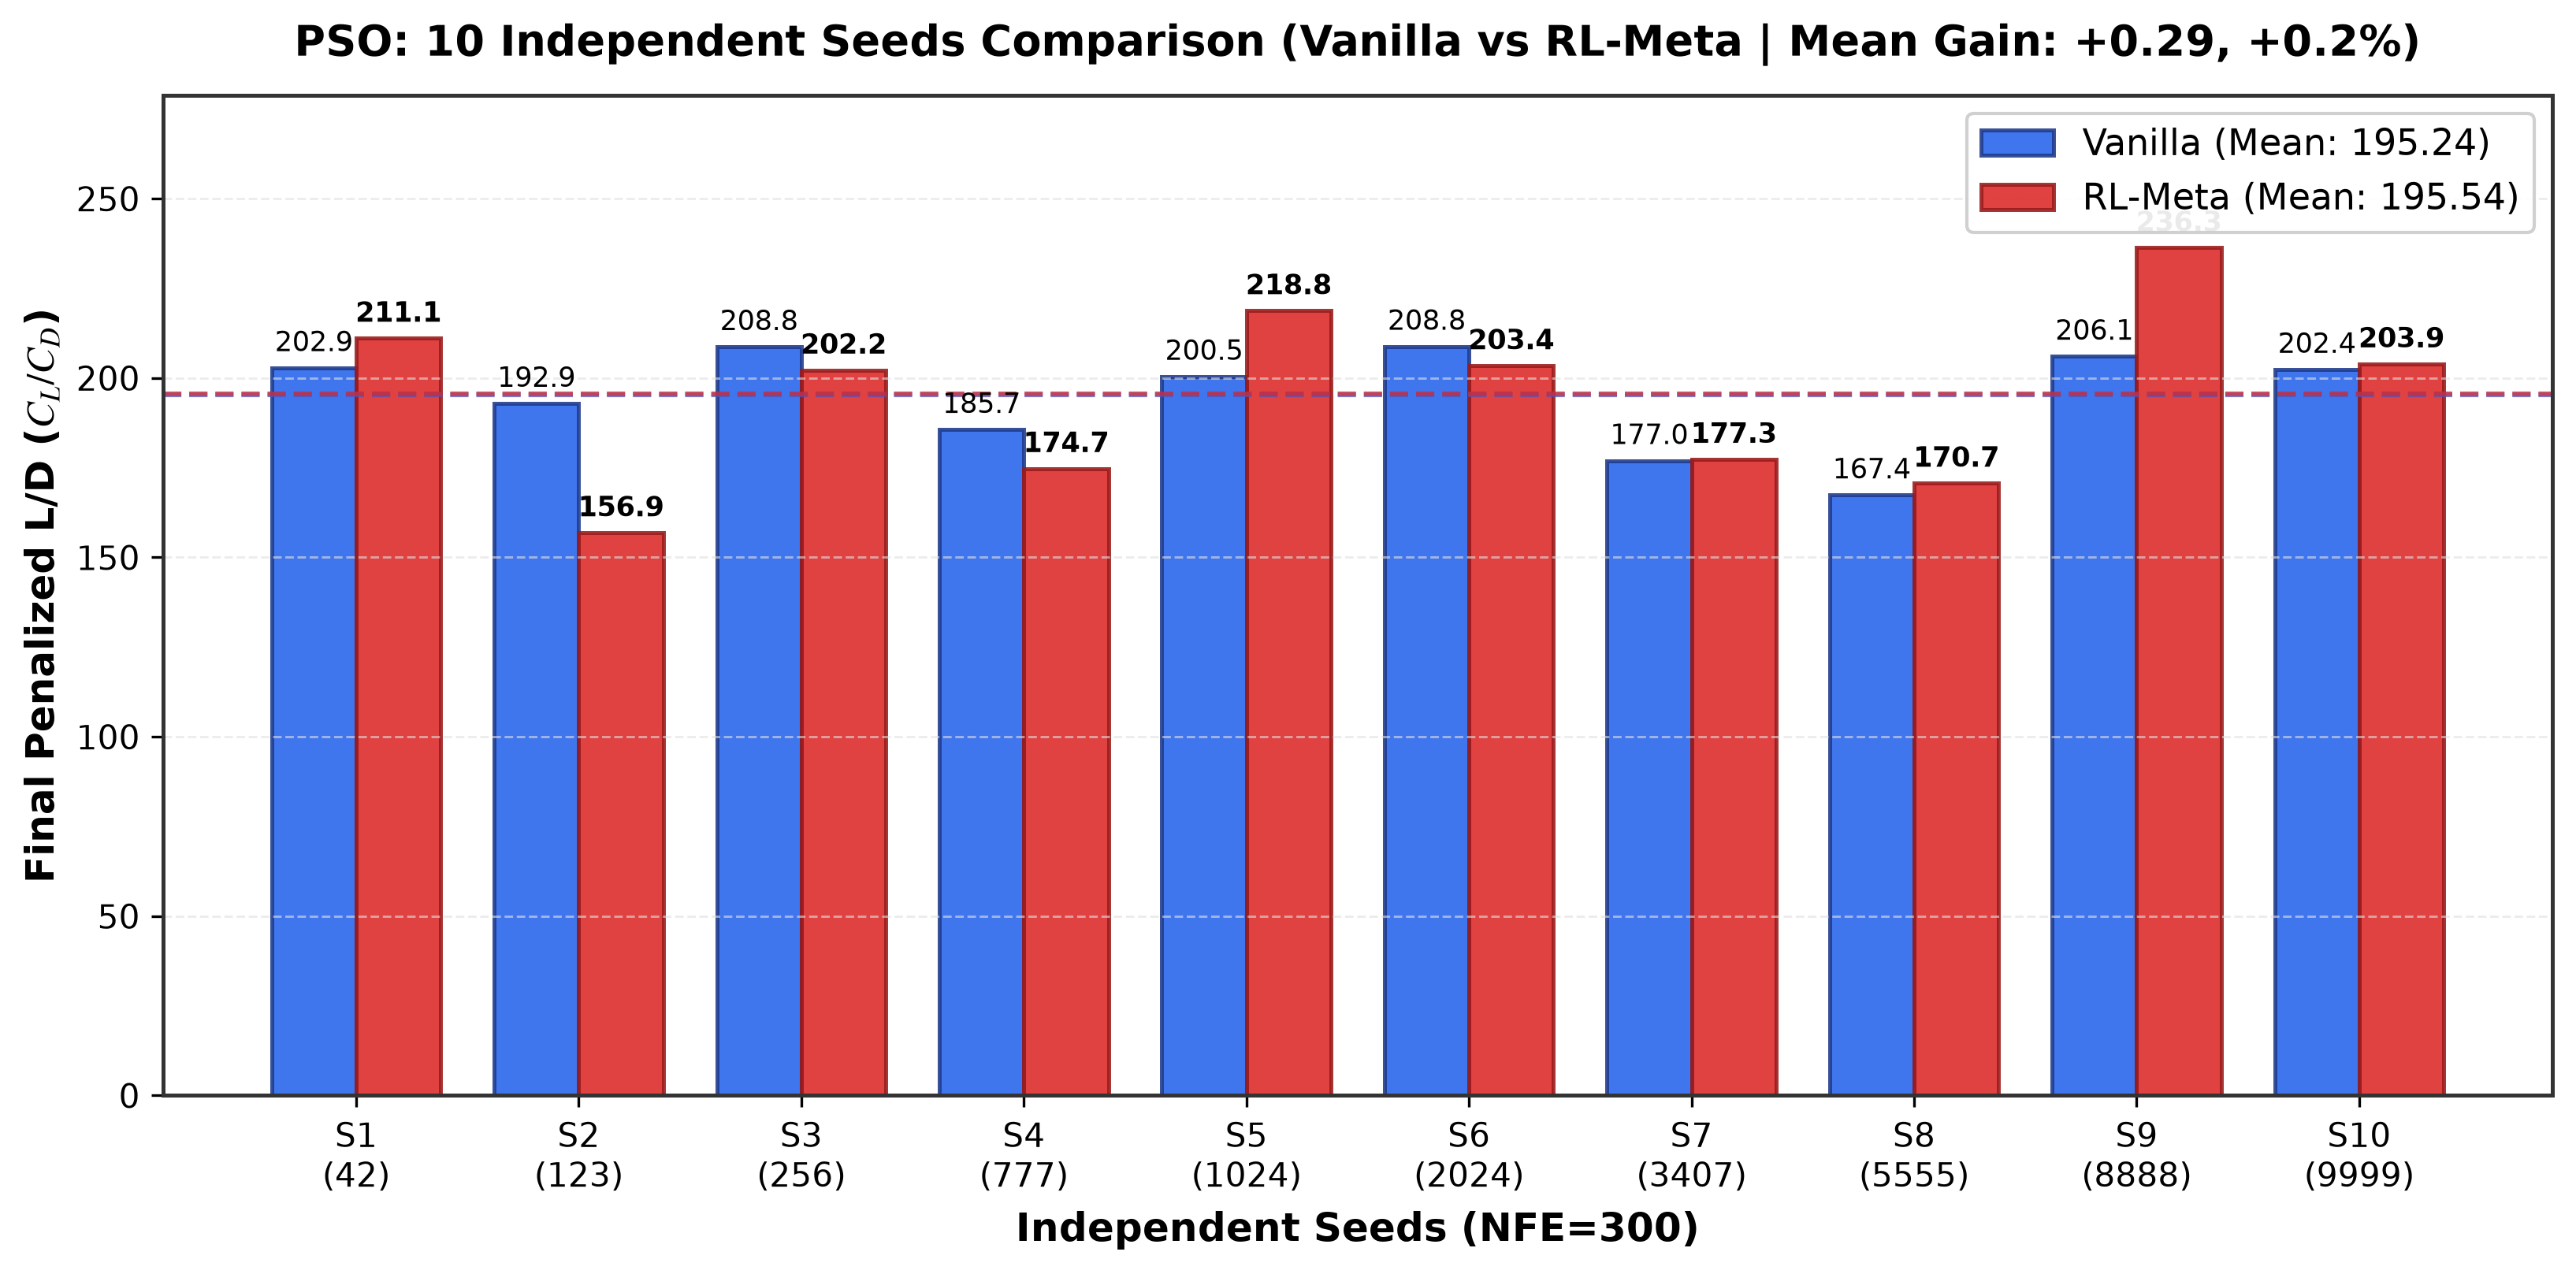 PSO: 10 Independent Seeds Comparison (Vanilla vs RL-Meta | Mean Gain: +0.29, +0.2%)
Vanilla (Mean: 195.24)
RL-Meta (Mean: 195.54)
Final Penalized L/D (C_L/C_D)
250
200
150
100
50
0
202.9 211.1
192.9 156.9
208.8 202.2
185.7 174.7
200.5 218.8
208.8 203.4
177.0 177.3
167.4 170.7
206.1 236.3
202.4 203.9
S1 S2 S3 S4 S5 S6 S7 S8 S9 S10
(42) (123) (256) (777) (1024) (2024) (3407) (5555) (8888) (9999)
Independent Seeds (NFE=300)